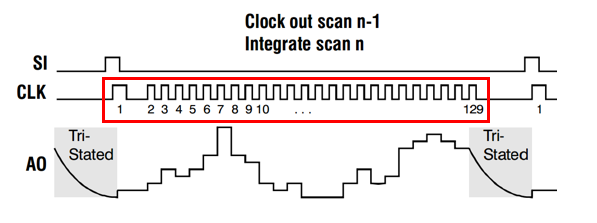 Clock out scan n-1
Integrate scan n
SI
CLK
1 2 3 4 5 6 7 8 9 10 ... 129 1
Tri-
Stated
Tri-
Stated
AO